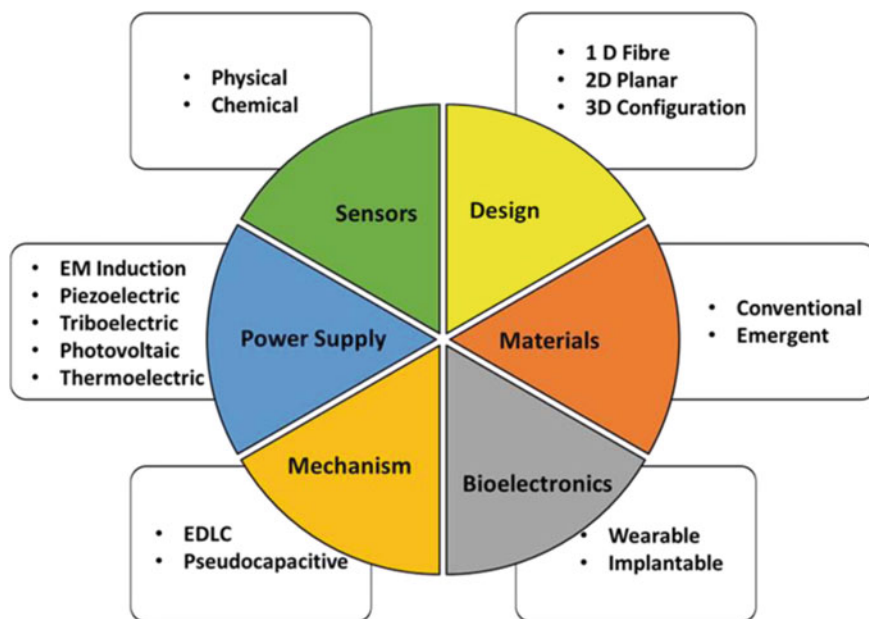 • Physical
• Chemical
• 1 D Fibre
• 2D Planar
• 3D Configuration
Sensors
Design
• EM Induction
• Piezoelectric
• Triboelectric
• Photovoltaic
• Thermoelectric
Power Supply
Materials
• Conventional
• Emergent
Mechanism
Bioelectronics
• EDLC
• Pseudocapacitive
• Wearable
• Implantable